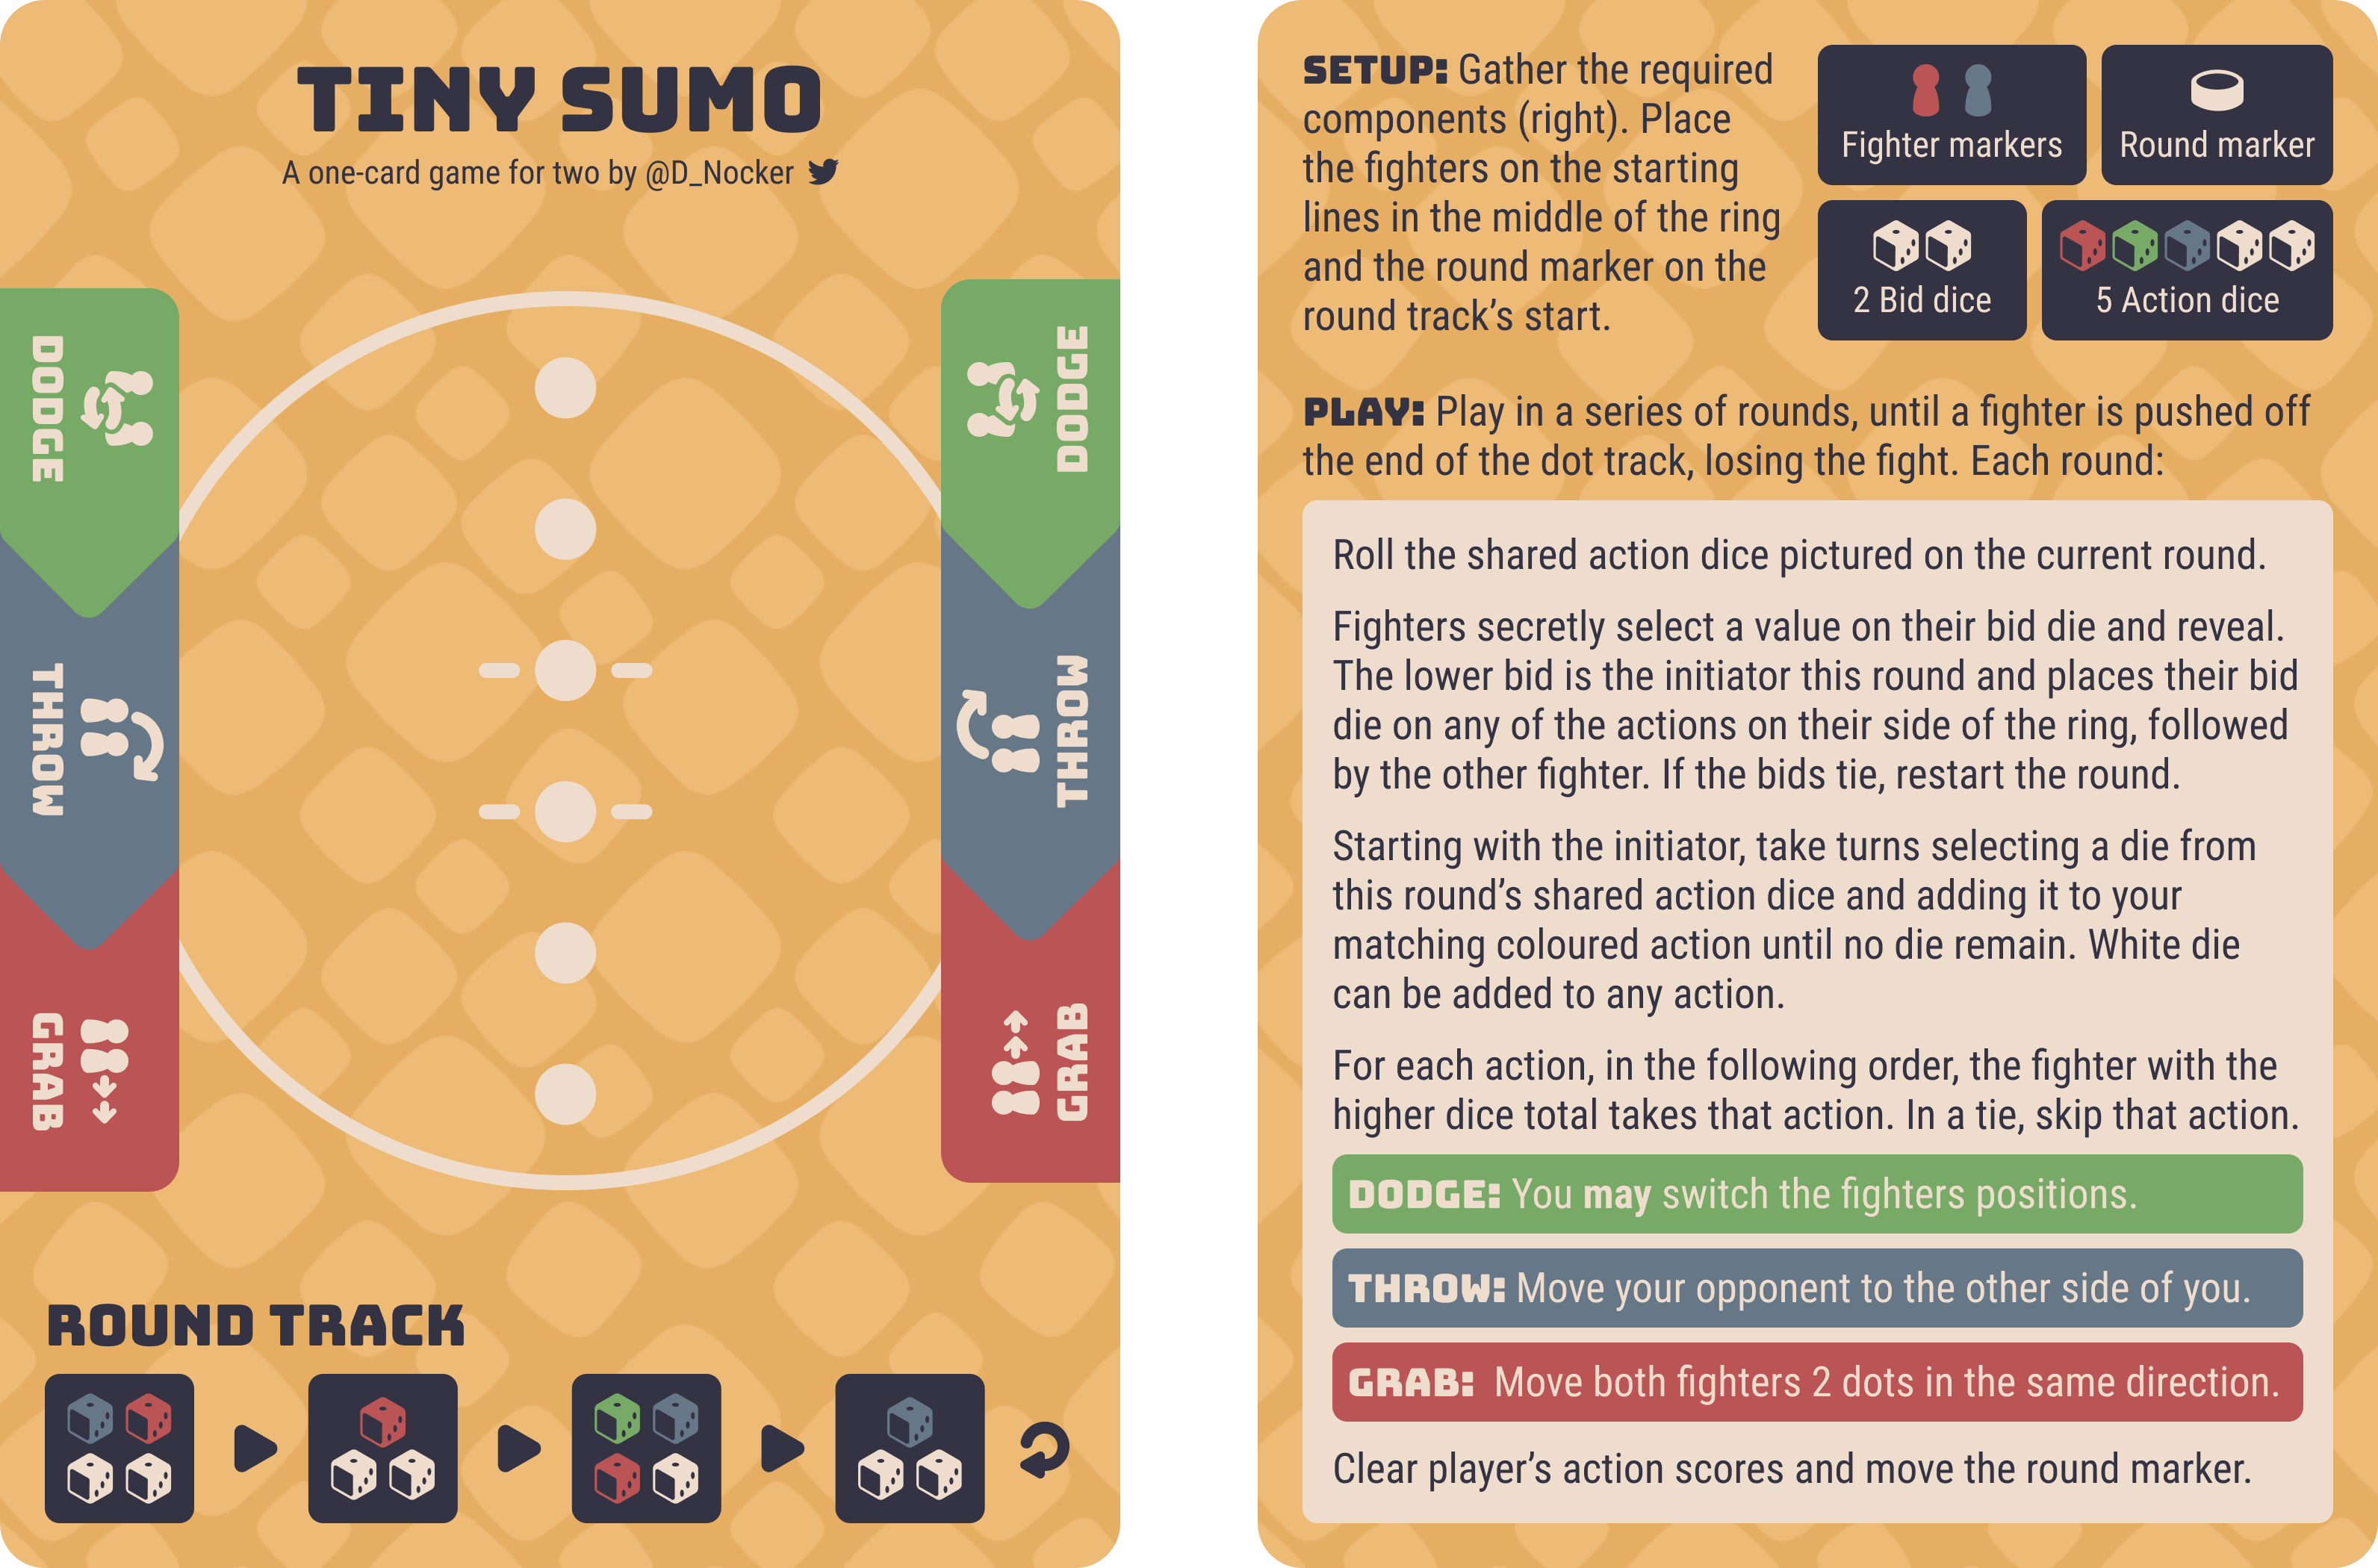 TINY SUMO
A one-card game for two by @D_Nocker
DODGE
THROW
GRAB
DODGE
THROW
GRAB
ROUND TRACK
SETUP: Gather the required
components (right). Place
the fighters on the starting
lines in the middle of the ring
and the round marker on the
round track’s start.
Fighter markers
Round marker
2 Bid dice
5 Action dice
PLAY: Play in a series of rounds, until a fighter is pushed off
the end of the dot track, losing the fight. Each round:
Roll the shared action dice pictured on the current round.
Fighters secretly select a value on their bid die and reveal.
The lower bid is the initiator this round and places their bid
die on any of the actions on their side of the ring, followed
by the other fighter. If the bids tie, restart the round.
Starting with the initiator, take turns selecting a die from
this round’s shared action dice and adding it to your
matching coloured action until no die remain. White die
can be added to any action.
For each action, in the following order, the fighter with the
higher dice total takes that action. In a tie, skip that action.
DODGE: You may switch the fighters positions.
THROW: Move your opponent to the other side of you.
GRAB: Move both fighters 2 dots in the same direction.
Clear player’s action scores and move the round marker.